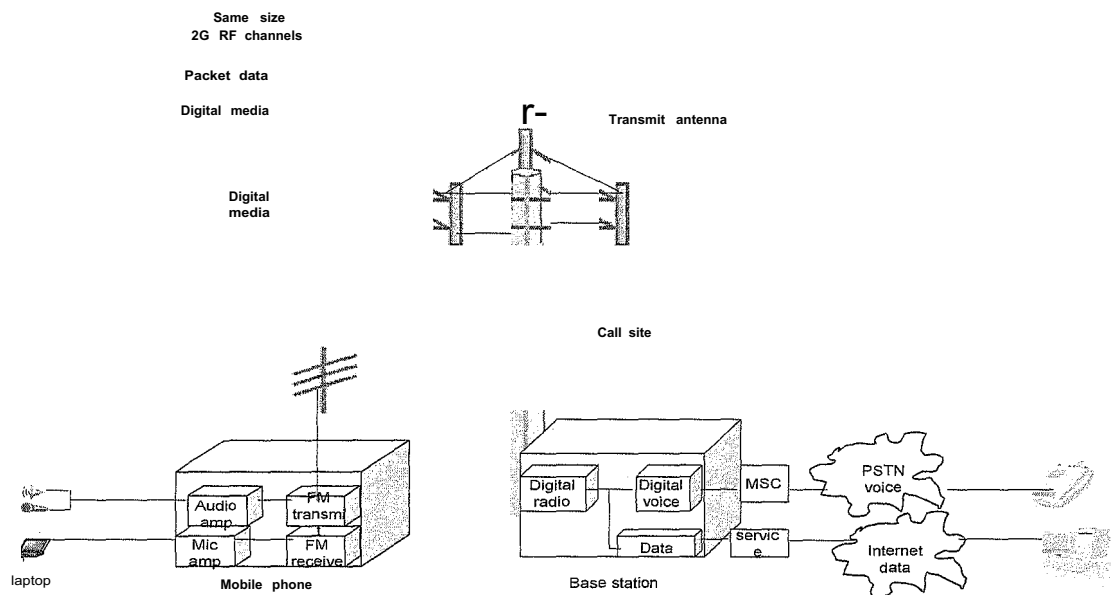 Same size
2G RF channels
Packet data
Digital media
r-
Transmit antenna
Digital
media
Call site
Audio
amp
FM
transmi
Mic
amp
FM
receive
laptop
Mobile phone
Digital
radio
Digital
voice
Data
MSC
servic
e
Base station
PSTN
voice
Internet
data